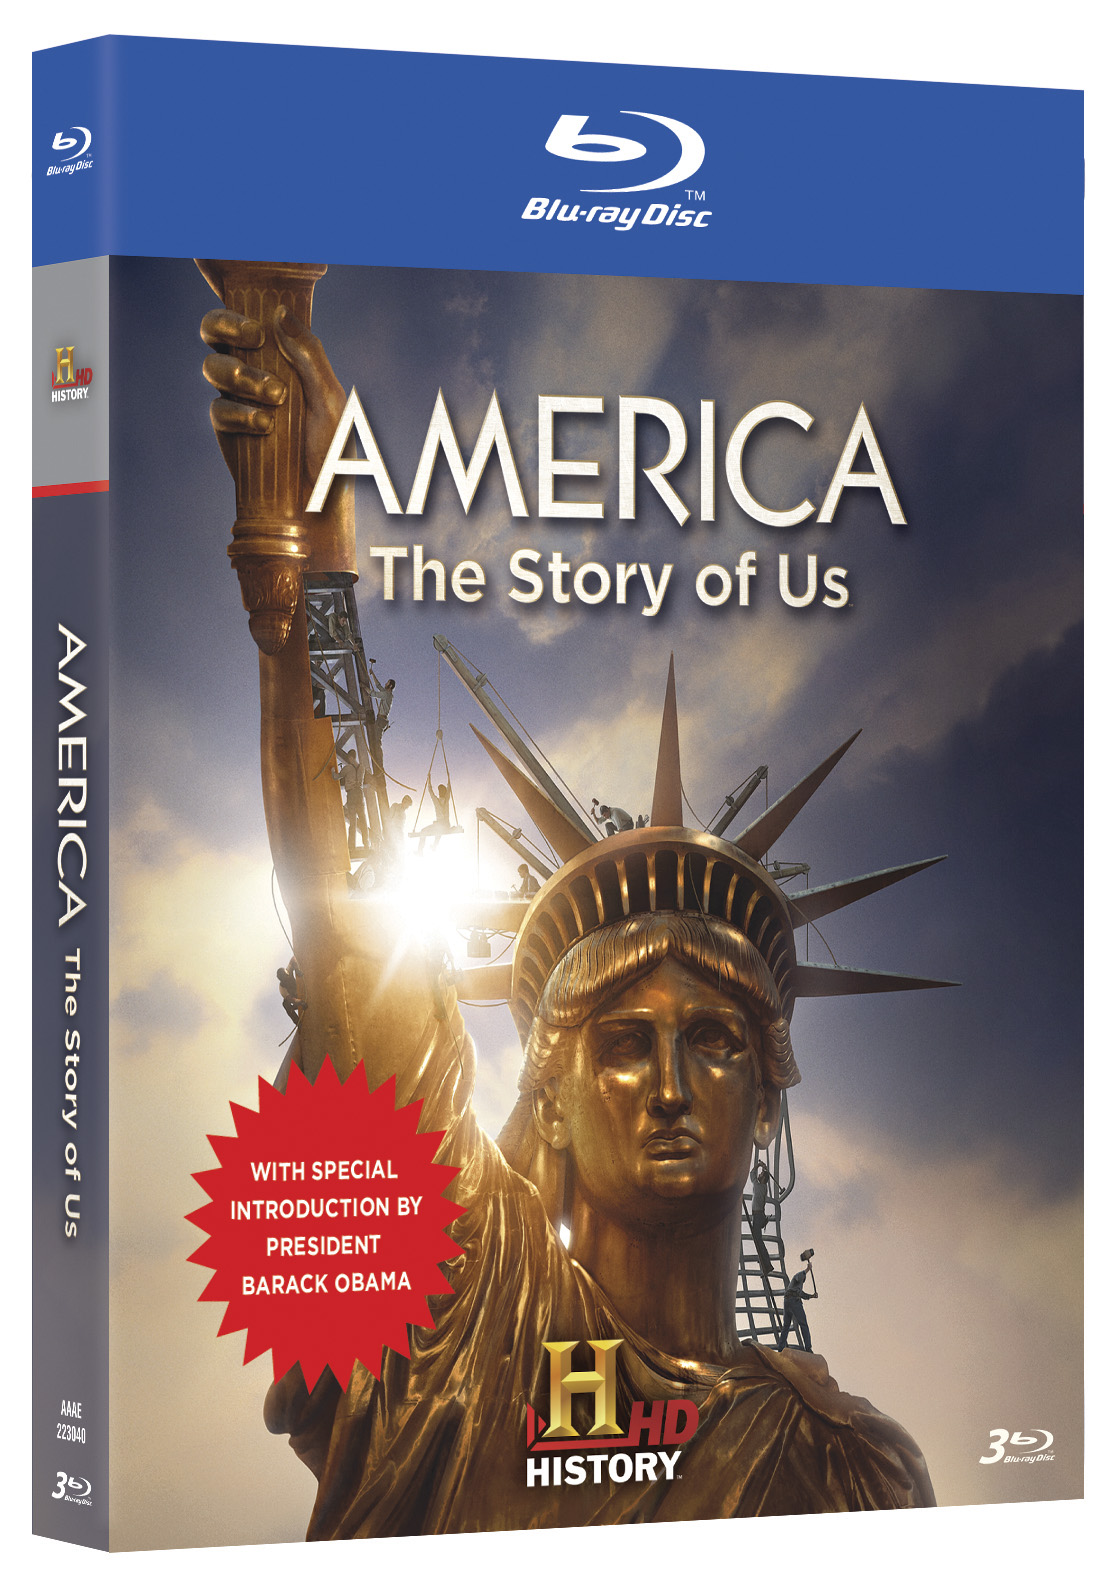 Blu-ray Disc
TM
AMERICA
The Story of Us
WITH SPECIAL
INTRODUCTION BY
PRESIDENT
BARACK OBAMA
H HD
HISTORY
3 Blu-ray Disc
Blu-ray Disc
H HD
HISTORY
AMERICA The Story of Us
AAAE
223040
3 Blu-ray Disc